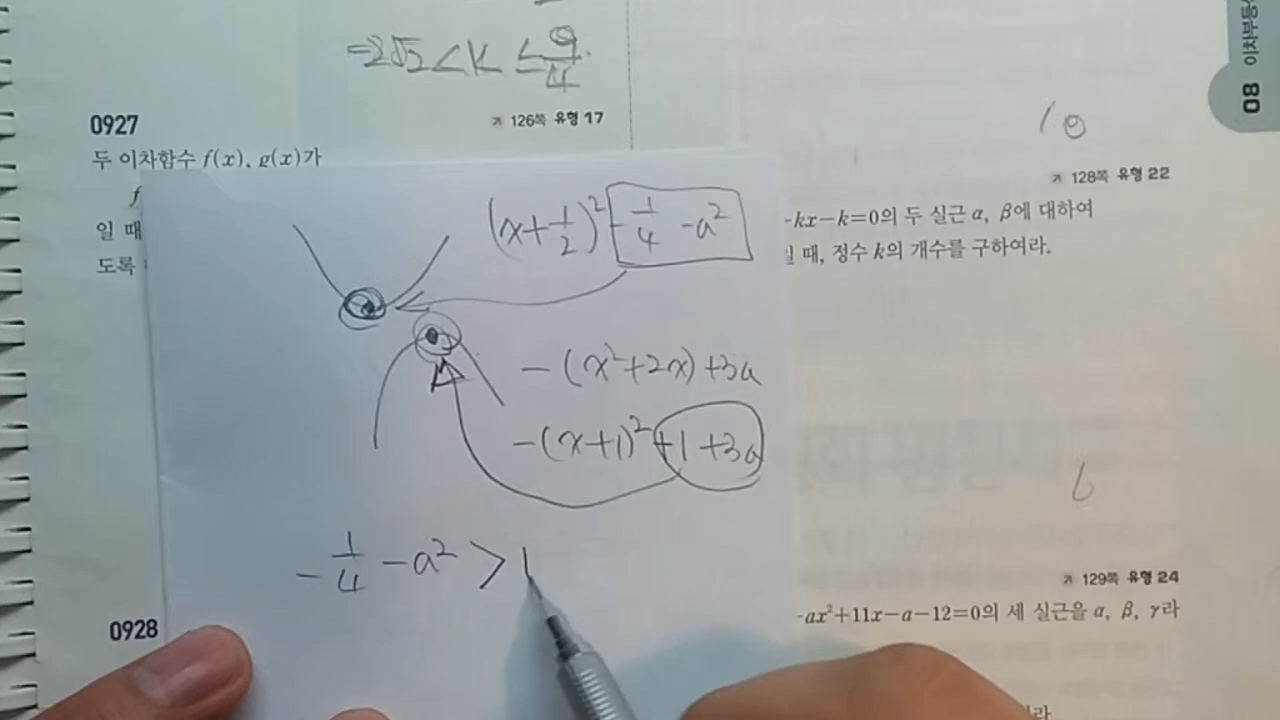 -2√2 < k ≤ 9/4
0927
126쪽 유형 17
두 이차함수 f(x), g(x)가
f
일 때
도록
(x+1/2)² -1/4 -a²
-(x²+2x)+3a
-(x+1)²+1+3a
-1/4 -a² > 1
0928
이차부등
08
10
128쪽 유형 22
-kx-k=0의 두 실근 α, β에 대하여
일 때, 정수 k의 개수를 구하여라.
6
129쪽 유형 24
-ax²+11x-a-12=0의 세 실근을 α, β, γ라